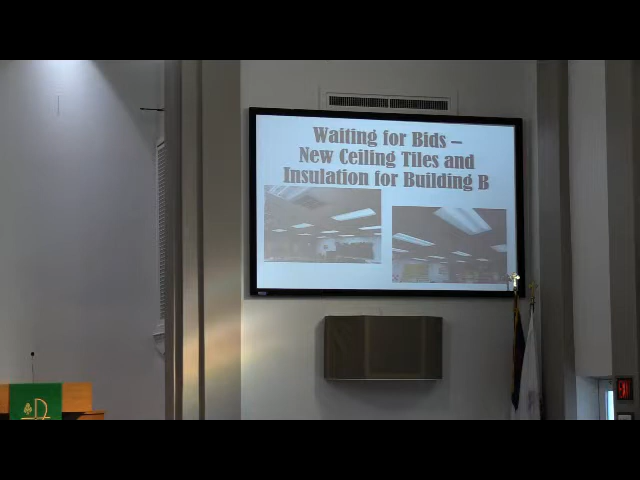 Waiting for Bids –
New Ceiling Tiles and
Insulation for Building B